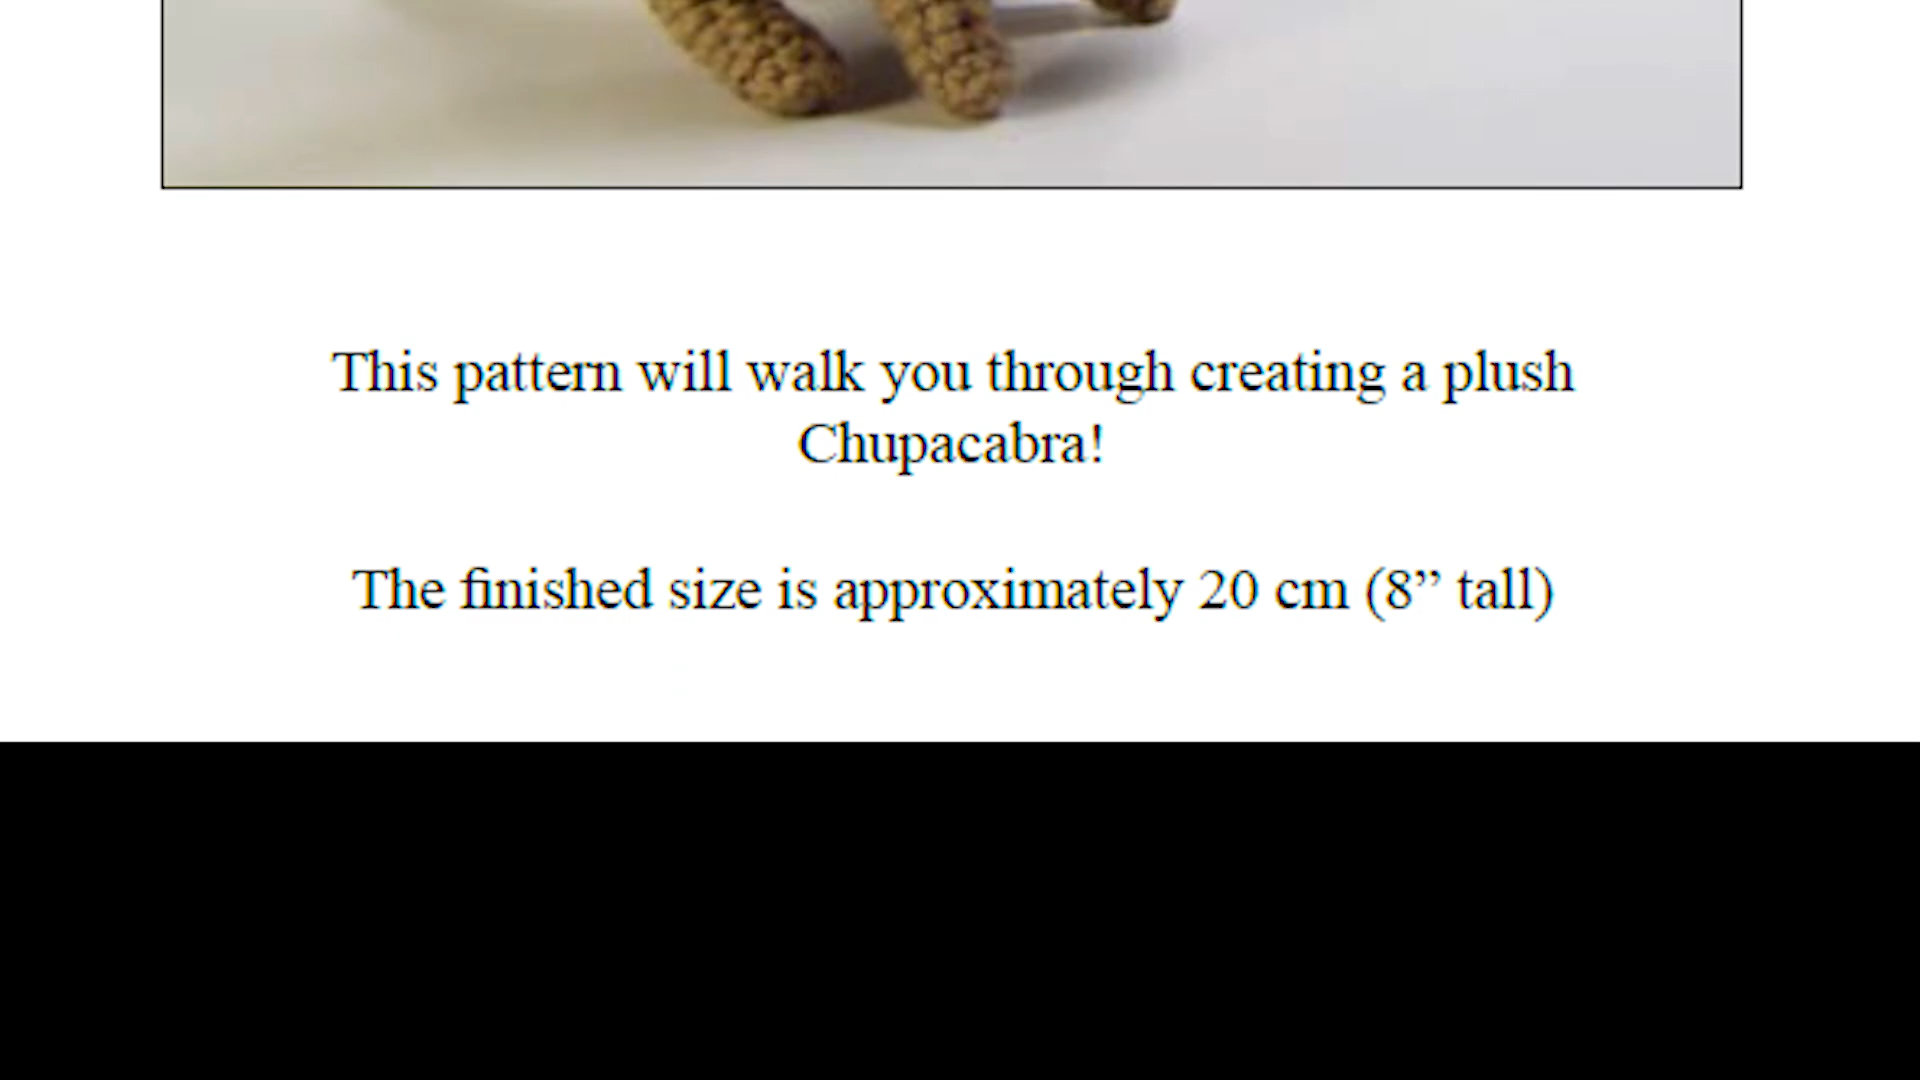 This pattern will walk you through creating a plush
Chupacabra!
The finished size is approximately 20 cm (8” tall)